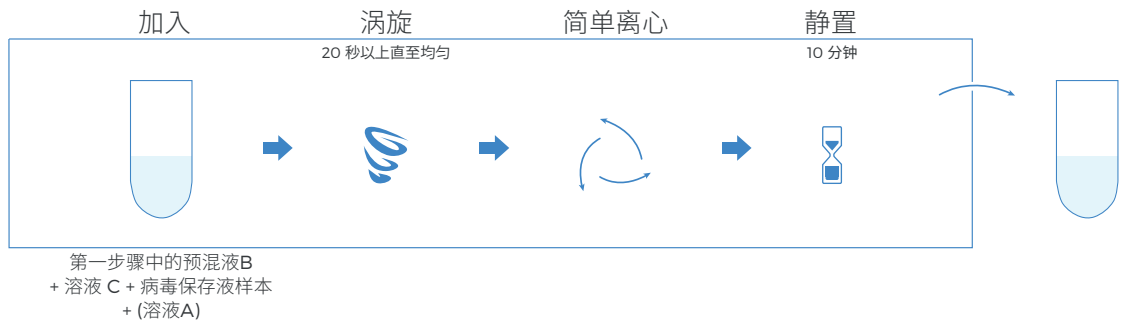 加入
涡旋
简单离心
静置
20 秒以上直至均匀
10 分钟
第一步骤中的预混液B
+ 溶液 C + 病毒保存液样本
+ (溶液A)